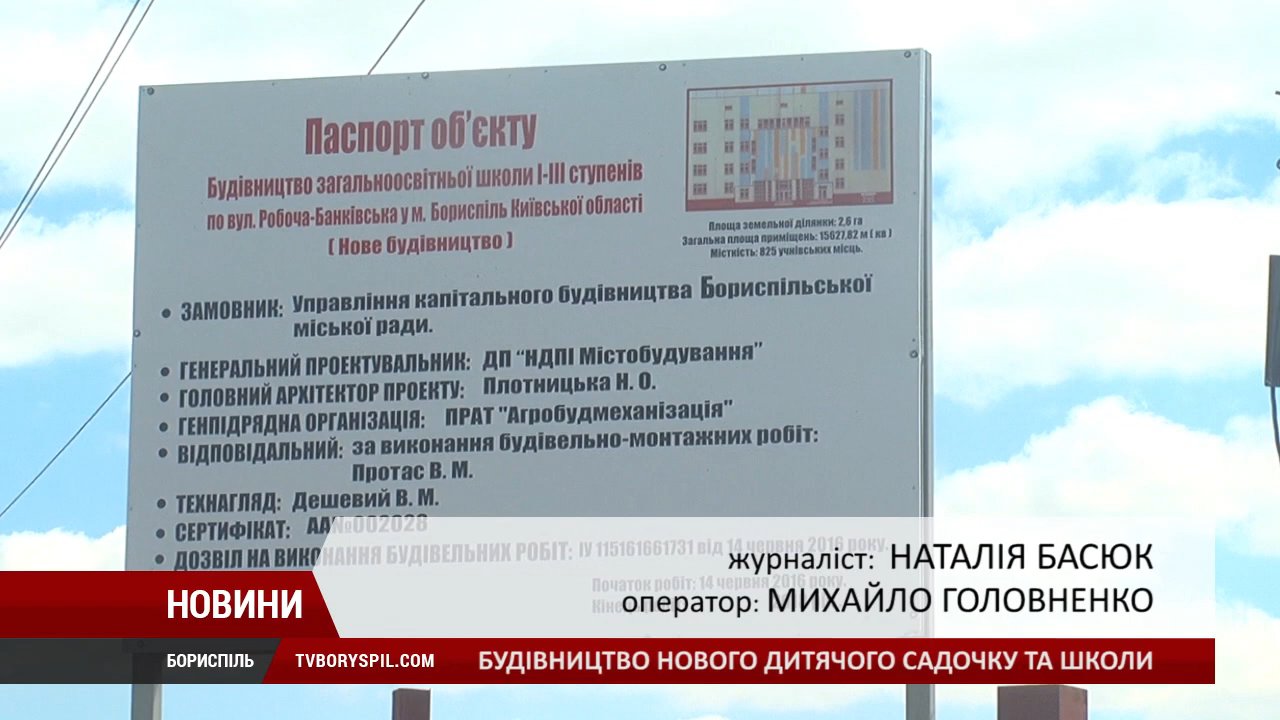 Паспорт об'єкту
Будівництво загальноосвітньої школи І-ІІІ ступенів
по вул. Робоча-Банківська у м. Бориспіль Київської області
( Нове будівництво )
Площа земельної ділянки: 2,6 га
Загальна площа приміщень: 15627,82 м ( кв )
Місткість: 825 учнівських місць.
• ЗАМОВНИК: Управління капітального будівництва Бориспільської
міської ради.
• ГЕНЕРАЛЬНИЙ ПРОЕКТУВАЛЬНИК: ДП “НДПІ Містобудування”
• ГОЛОВНИЙ АРХІТЕКТОР ПРОЕКТУ: Плотницька Н. О.
• ГЕНПІДРЯДНА ОРГАНІЗАЦІЯ: ПРАТ "Агробудмеханізація"
• ВІДПОВІДАЛЬНИЙ: за виконання будівельно-монтажних робіт:
Протас В. М.
• ТЕХНАГЛЯД: Дешевий В. М.
• СЕРТИФІКАТ: АА№002028
• ДОЗВІЛ НА ВИКОНАННЯ БУДІВЕЛЬНИХ РОБІТ: ІУ 115161661731 від 14 червня 2016 року.
Початок робіт: 14 червня 2016 року.
журналіст: НАТАЛІЯ БАСЮК
оператор: МИХАЙЛО ГОЛОВНЕНКО
НОВИНИ
БОРИСПІЛЬ TVBORYSPIL.COM БУДІВНИЦТВО НОВОГО ДИТЯЧОГО САДОЧКУ ТА ШКОЛИ